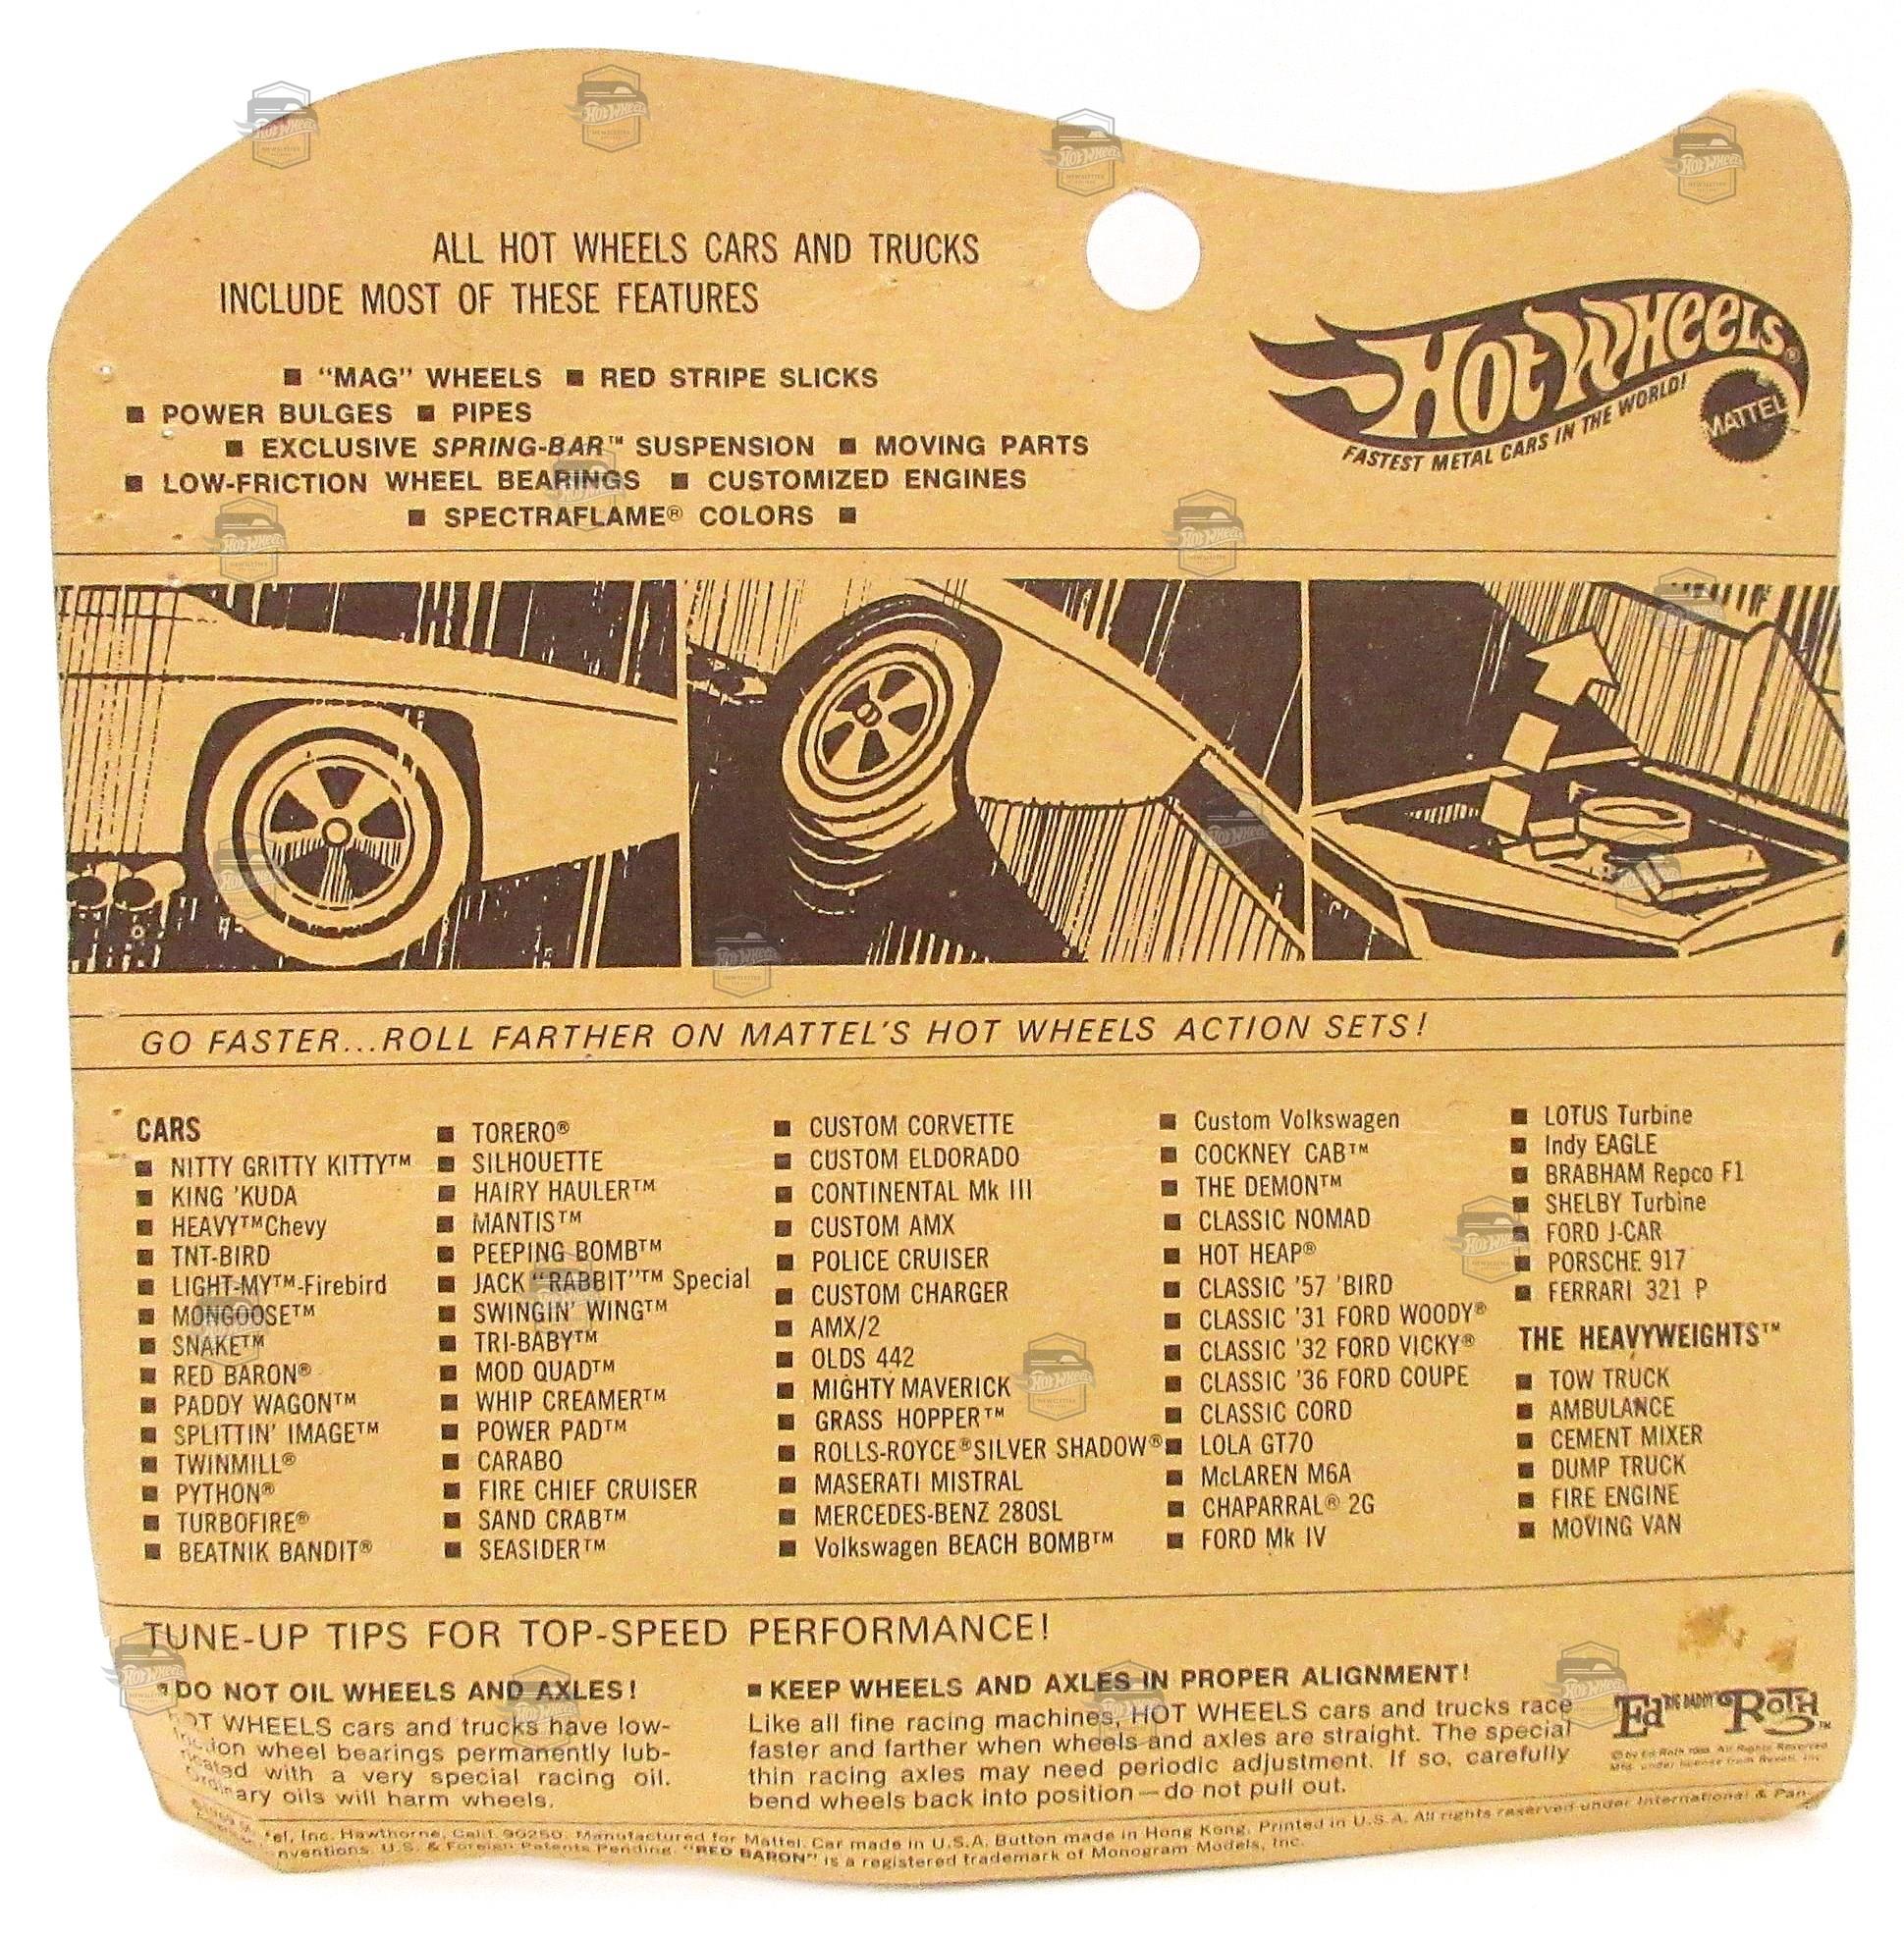 ALL HOT WHEELS CARS AND TRUCKS
INCLUDE MOST OF THESE FEATURES
■ "MAG" WHEELS ■ RED STRIPE SLICKS
■ POWER BULGES ■ PIPES
■ EXCLUSIVE SPRING-BAR™ SUSPENSION ■ MOVING PARTS
■ LOW-FRICTION WHEEL BEARINGS ■ CUSTOMIZED ENGINES
■ SPECTRAFLAME® COLORS ■
HOT WHEELS®
FASTEST METAL CARS IN THE WORLD!
MATTEL
GO FASTER...ROLL FARTHER ON MATTEL'S HOT WHEELS ACTION SETS!
CARS
■ NITTY GRITTY KITTY™
■ KING 'KUDA
■ HEAVY™Chevy
■ TNT-BIRD
■ LIGHT-MY™-Firebird
■ MONGOOSE™
■ SNAKE™
■ RED BARON®
■ PADDY WAGON™
■ SPLITTIN' IMAGE™
■ TWINMILL®
■ PYTHON®
■ TURBOFIRE®
■ BEATNIK BANDIT®
■ TORERO®
■ SILHOUETTE
■ HAIRY HAULER™
■ MANTIS™
■ PEEPING BOMB™
■ JACK "RABBIT"™ Special
■ SWINGIN' WING™
■ TRI-BABY™
■ MOD QUAD™
■ WHIP CREAMER™
■ POWER PAD™
■ CARABO
■ FIRE CHIEF CRUISER
■ SAND CRAB™
■ SEASIDER™
■ CUSTOM CORVETTE
■ CUSTOM ELDORADO
■ CONTINENTAL Mk III
■ CUSTOM AMX
■ POLICE CRUISER
■ CUSTOM CHARGER
■ AMX/2
■ OLDS 442
■ MIGHTY MAVERICK
■ GRASS HOPPER™
■ ROLLS-ROYCE® SILVER SHADOW®
■ MASERATI MISTRAL
■ MERCEDES-BENZ 280SL
■ Volkswagen BEACH BOMB™
■ Custom Volkswagen
■ COCKNEY CAB™
■ THE DEMON™
■ CLASSIC NOMAD
■ HOT HEAP®
■ CLASSIC '57 'BIRD
■ CLASSIC '31 FORD WOODY®
■ CLASSIC '32 FORD VICKY®
■ CLASSIC '36 FORD COUPE
■ CLASSIC CORD
■ LOLA GT70
■ McLAREN M6A
■ CHAPARRAL® 2G
■ FORD Mk IV
■ LOTUS Turbine
■ Indy EAGLE
■ BRABHAM Repco F1
■ SHELBY Turbine
■ FORD J-CAR
■ PORSCHE 917
■ FERRARI 321 P
THE HEAVYWEIGHTS™
■ TOW TRUCK
■ AMBULANCE
■ CEMENT MIXER
■ DUMP TRUCK
■ FIRE ENGINE
■ MOVING VAN
TUNE-UP TIPS FOR TOP-SPEED PERFORMANCE!
■ DO NOT OIL WHEELS AND AXLES!
WHEELS cars and trucks have low-
wheel bearings permanently lub-
with a very special racing oil.
oils will harm wheels.
■ KEEP WHEELS AND AXLES IN PROPER ALIGNMENT!
Like all fine racing machines, HOT WHEELS cars and trucks race
faster and farther when wheels and axles are straight. The special
thin racing axles may need periodic adjustment. If so, carefully
bend wheels back into position—do not pull out.
Ed "BIG DADDY" Roth™
© by Ed Roth All Rights Reserved
Mfg. under license from Revell, Inc.
Inc. Hawthorne, Calif. 90250. Manufactured for Mattel. Car made in U.S.A. Button made in Hong Kong. Printed in U.S.A. All rights reserved under International & Pan
U.S. & Foreign Patents Pending. "RED BARON" is a registered trademark of Monogram Models, Inc.